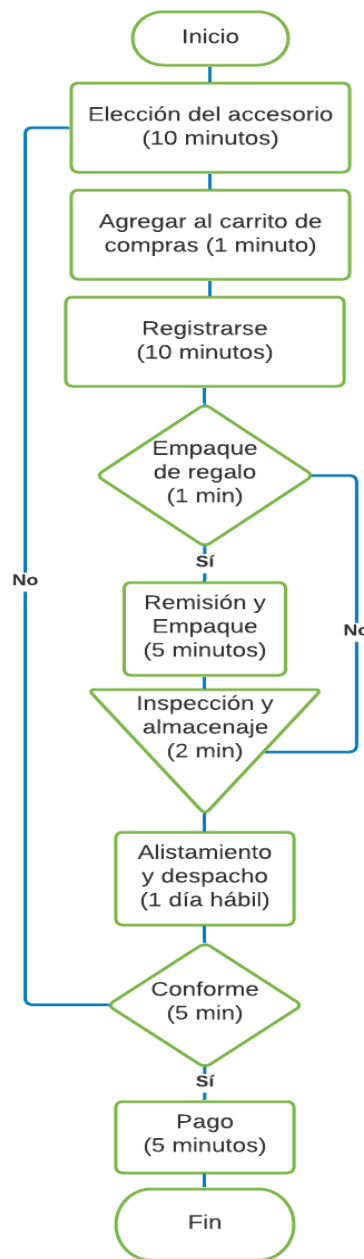 Inicio
Elección del accesorio
(10 minutos)
Agregar al carrito de
compras (1 minuto)
Registrarse
(10 minutos)
Empaque
de regalo
(1 min)
Sí
No
No
Remisión y
Empaque
(5 minutos)
Inspección y
almacenaje
(2 min)
Alistamiento
y despacho
(1 día hábil)
Conforme
(5 min)
Sí
Pago
(5 minutos)
Fin